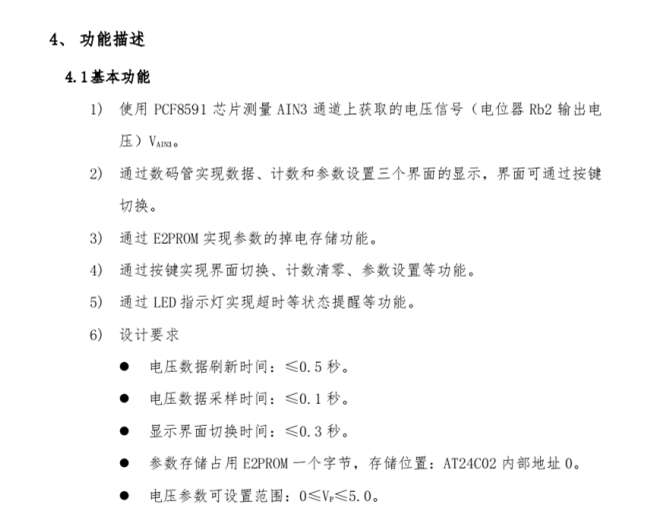 4、 功能描述
4.1基本功能
1) 使用 PCF8591 芯片测量 AIN3 通道上获取的电压信号（电位器 Rb2 输出电
压）VAIN3。
2) 通过数码管实现数据、计数和参数设置三个界面的显示，界面可通过按键
切换。
3) 通过 E2PROM 实现参数的掉电存储功能。
4) 通过按键实现界面切换、计数清零、参数设置等功能。
5) 通过 LED 指示灯实现超时等状态提醒等功能。
6) 设计要求
● 电压数据刷新时间：≤0.5 秒。
● 电压数据采样时间：≤0.1 秒。
● 显示界面切换时间：≤0.3 秒。
● 参数存储占用 E2PROM 一个字节，存储位置：AT24C02 内部地址 0。
● 电压参数可设置范围：0≤VP≤5.0。